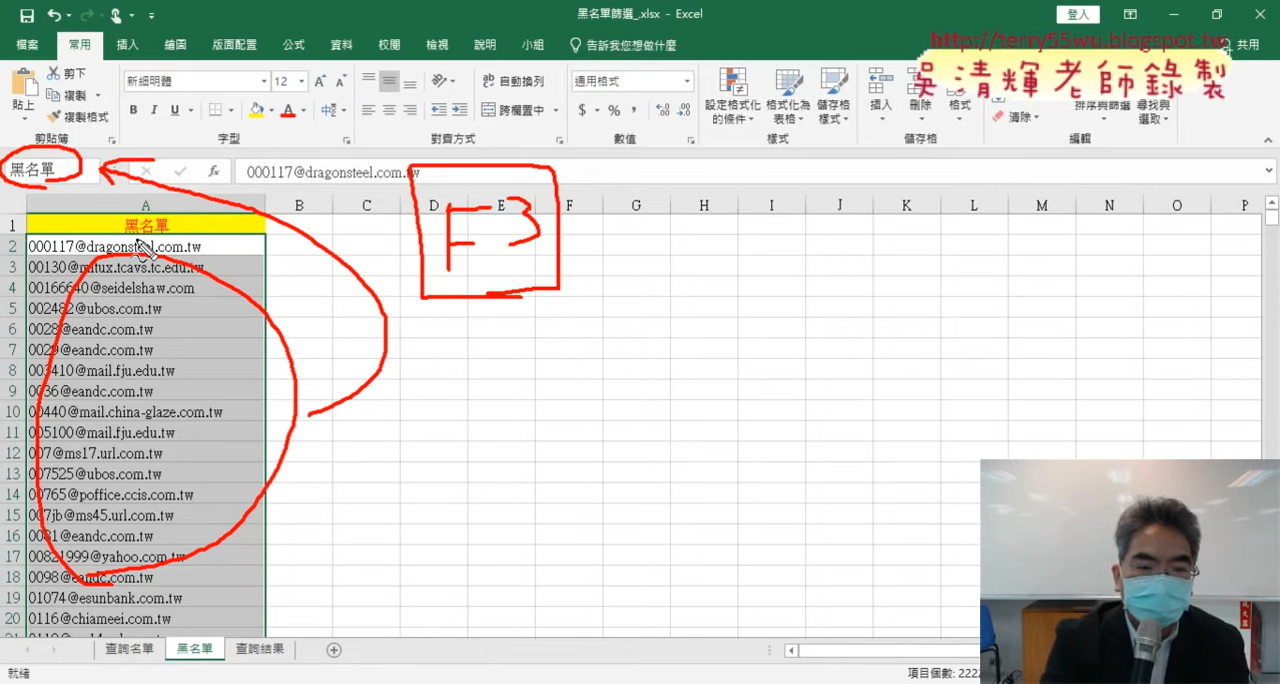 黑名單篩選_.xlsx - Excel
登入
檔案 常用 插入 繪圖 版面配置 公式 資料 校閱 檢視 說明 小組 告訴我您想做什麼 共用
http://terry55wu.blogspot.tw
吳清輝老師錄製
貼上 剪下 複製 複製格式
新細明體 12
B I U
自動換列
跨欄置中
通用格式
$ % ,
設定格式化的條件 格式化為表格 儲存格樣式
插入 刪除 格式
清除
排序與篩選 尋找與選取
剪貼簿 字型 對齊方式 數值 樣式 儲存格 編輯
黑名單
fx
000117@dragonsteel.com.tw
A B C D E F G H I J K L M N O P
F3
1 黑名單
2 000117@dragonsteel.com.tw
3 00130@mitux.tcavs.tc.edu.tw
4 00166640@seidelshaw.com
5 002482@ubos.com.tw
6 0028@eandc.com.tw
7 0029@eandc.com.tw
8 003410@mail.fju.edu.tw
9 0036@eandc.com.tw
10 00440@mail.china-glaze.com.tw
11 005100@mail.fju.edu.tw
12 007@ms17.url.com.tw
13 007525@ubos.com.tw
14 00765@poffice.ccis.com.tw
15 007jb@ms45.url.com.tw
16 0081@eandc.com.tw
17 00821999@yahoo.com.tw
18 0098@eandc.com.tw
19 01074@esunbank.com.tw
20 0116@chiameei.com.tw
查詢名單 黑名單 查詢結果
就緒
項目個數: 222